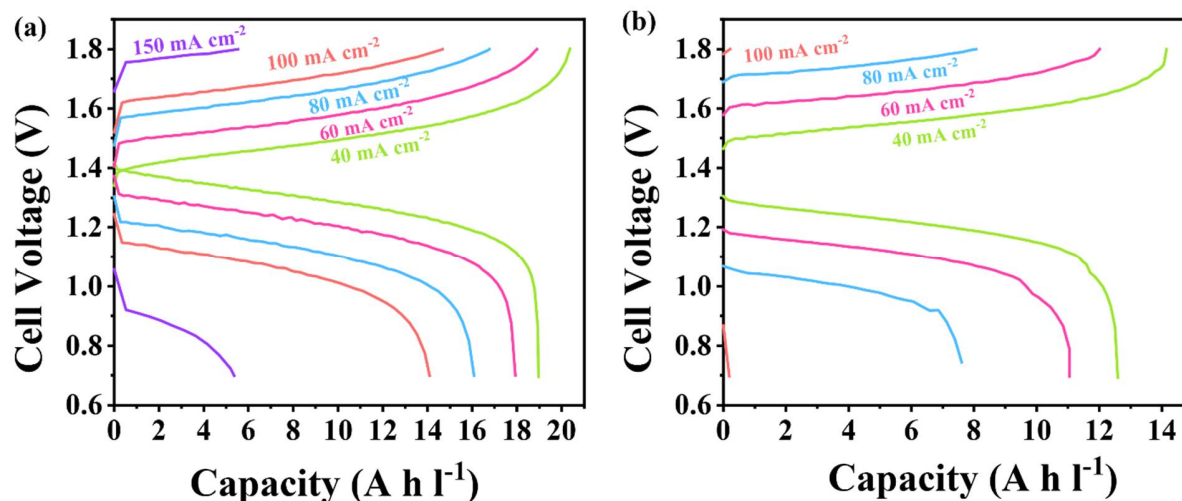 (a)
Cell Voltage (V)
1.8
1.6
1.4
1.2
1.0
0.8
0.6
150 mA cm-2
100 mA cm-2
80 mA cm-2
60 mA cm-2
40 mA cm-2
0 2 4 6 8 10 12 14 16 18 20
Capacity (A h l-1)
(b)
Cell Voltage (V)
1.8
1.6
1.4
1.2
1.0
0.8
0.6
100 mA cm-2
80 mA cm-2
60 mA cm-2
40 mA cm-2
0 2 4 6 8 10 12 14
Capacity (A h l-1)